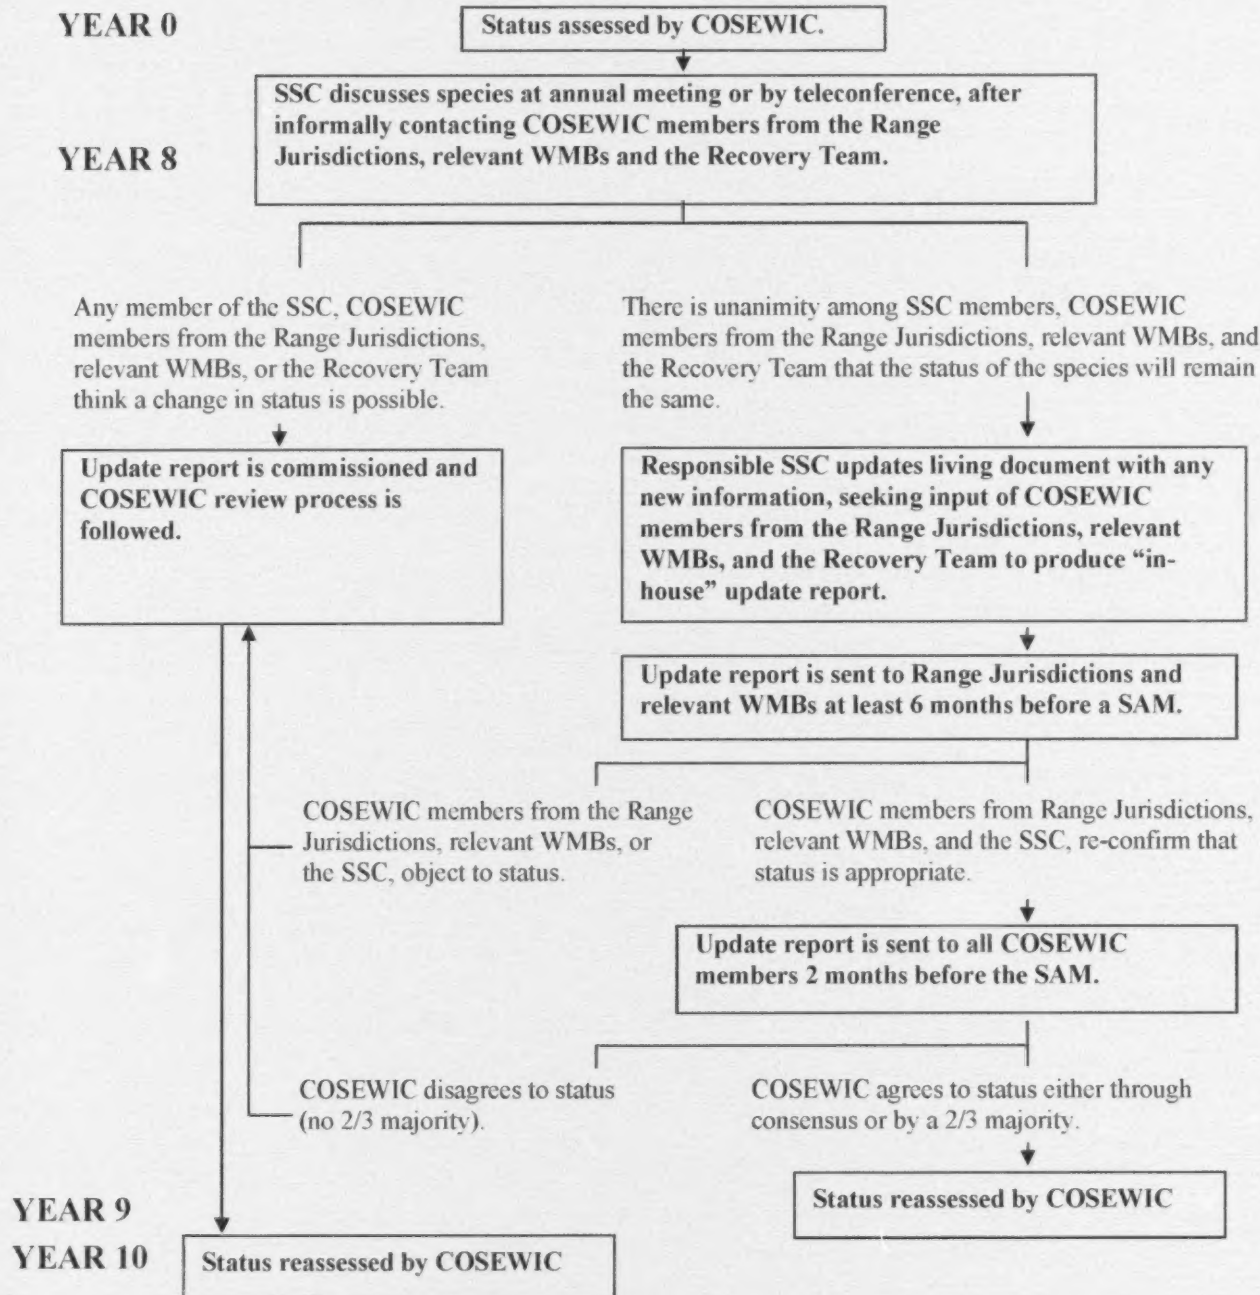 YEAR 0
Status assessed by COSEWIC.
SSC discusses species at annual meeting or by teleconference, after
informally contacting COSEWIC members from the Range
Jurisdictions, relevant WMBs and the Recovery Team.
YEAR 8
Any member of the SSC, COSEWIC
members from the Range Jurisdictions,
relevant WMBs, or the Recovery Team
think a change in status is possible.
There is unanimity among SSC members, COSEWIC
members from the Range Jurisdictions, relevant WMBs, and
the Recovery Team that the status of the species will remain
the same.
Update report is commissioned and
COSEWIC review process is
followed.
Responsible SSC updates living document with any
new information, seeking input of COSEWIC
members from the Range Jurisdictions, relevant
WMBs, and the Recovery Team to produce “in-
house” update report.
Update report is sent to Range Jurisdictions and
relevant WMBs at least 6 months before a SAM.
COSEWIC members from the Range
Jurisdictions, relevant WMBs, or
the SSC, object to status.
COSEWIC members from Range Jurisdictions,
relevant WMBs, and the SSC, re-confirm that
status is appropriate.
Update report is sent to all COSEWIC
members 2 months before the SAM.
COSEWIC disagrees to status
(no 2/3 majority).
COSEWIC agrees to status either through
consensus or by a 2/3 majority.
Status reassessed by COSEWIC
YEAR 9
YEAR 10
Status reassessed by COSEWIC